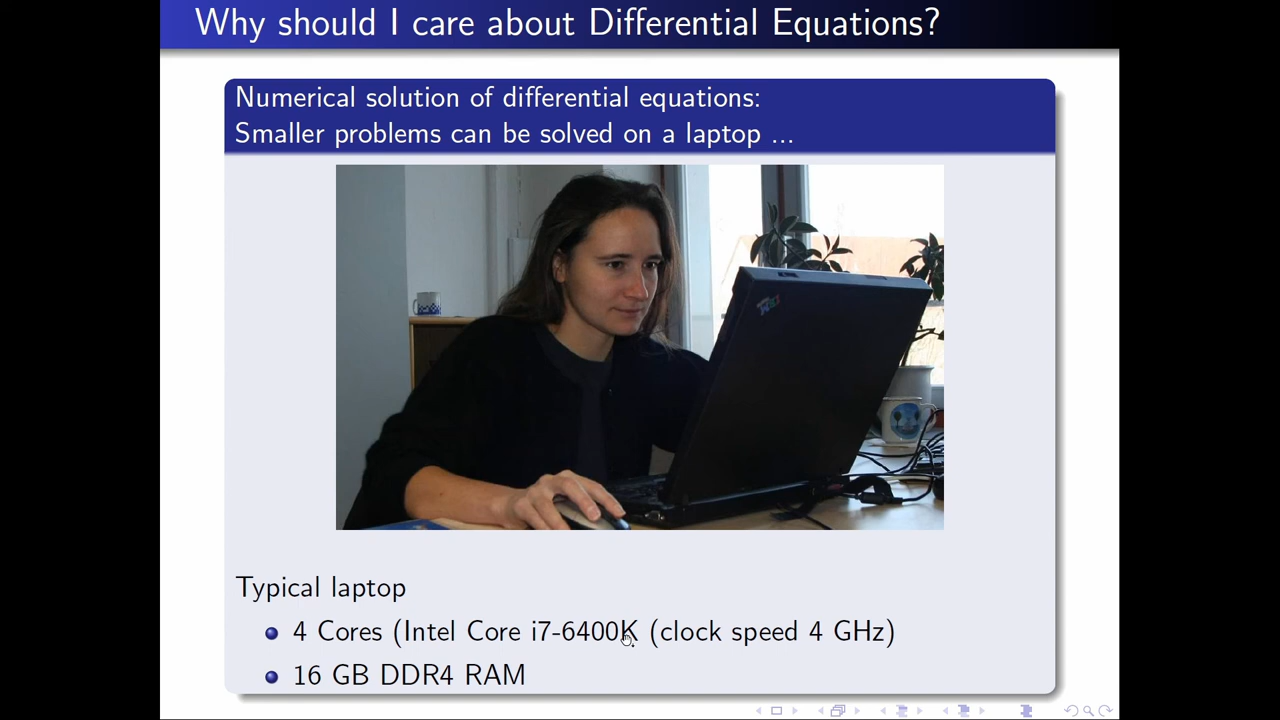 Why should I care about Differential Equations?
Numerical solution of differential equations:
Smaller problems can be solved on a laptop ...
IBM
Typical laptop
4 Cores (Intel Core i7-6400K (clock speed 4 GHz)
16 GB DDR4 RAM